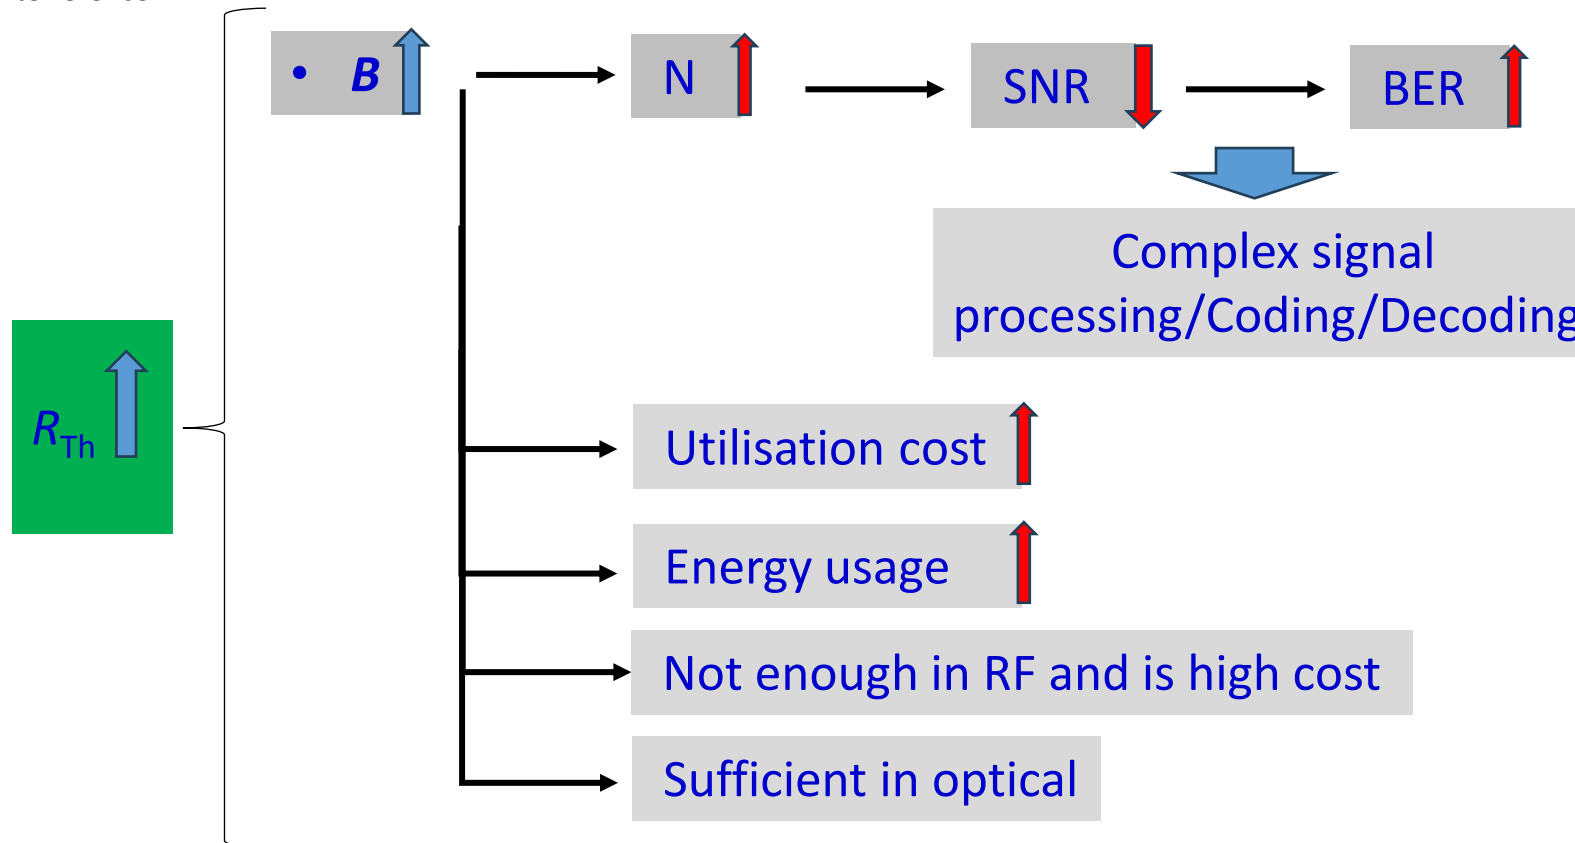 • B
N
SNR
BER
Complex signal
processing/Coding/Decoding
R_Th
Utilisation cost
Energy usage
Not enough in RF and is high cost
Sufficient in optical